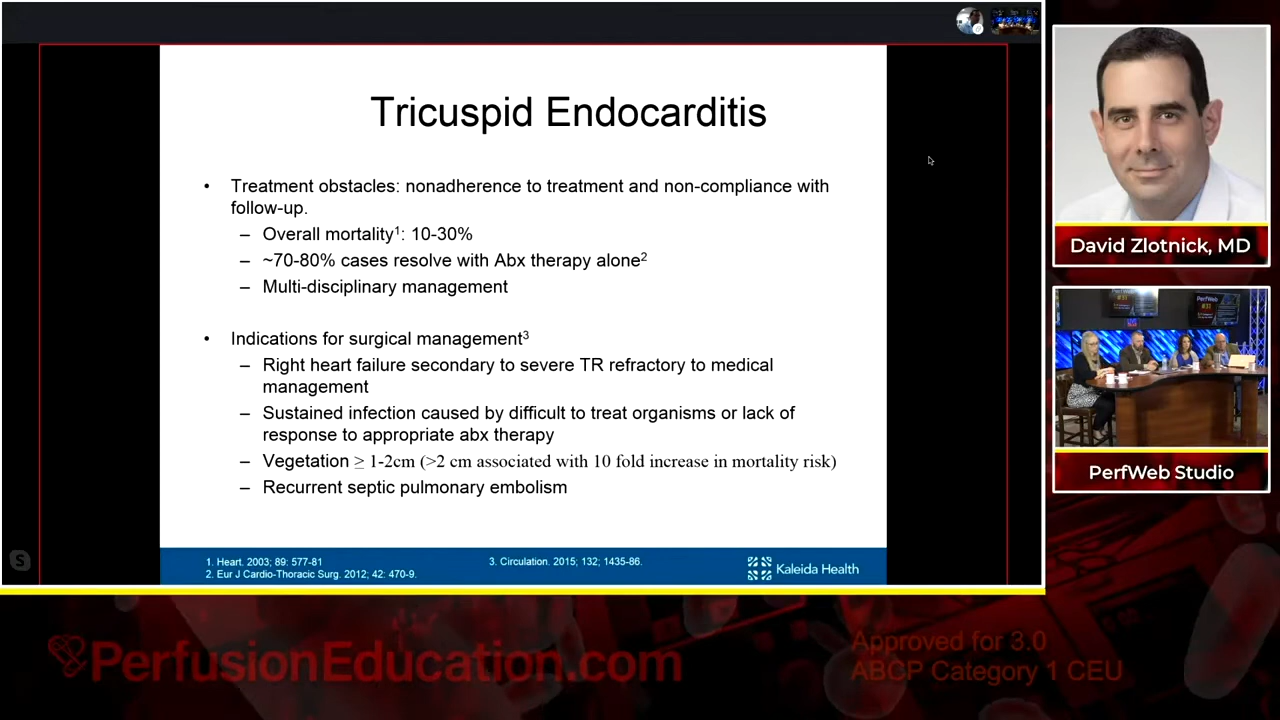 Tricuspid Endocarditis
• Treatment obstacles: nonadherence to treatment and non-compliance with
follow-up.
– Overall mortality1: 10-30%
– ~70-80% cases resolve with Abx therapy alone2
– Multi-disciplinary management
• Indications for surgical management3
– Right heart failure secondary to severe TR refractory to medical
management
– Sustained infection caused by difficult to treat organisms or lack of
response to appropriate abx therapy
– Vegetation ≥ 1-2cm (>2 cm associated with 10 fold increase in mortality risk)
– Recurrent septic pulmonary embolism
1. Heart. 2003; 89: 577-81
2. Eur J Cardio-Thoracic Surg. 2012; 42: 470-9.
3. Circulation. 2015; 132; 1435-86.
Kaleida Health
S
David Zlotnick, MD
PerfWeb
PerfWeb Studio
PerfusionEducation.com
Approved for 3.0
ABCP Category 1 CEU